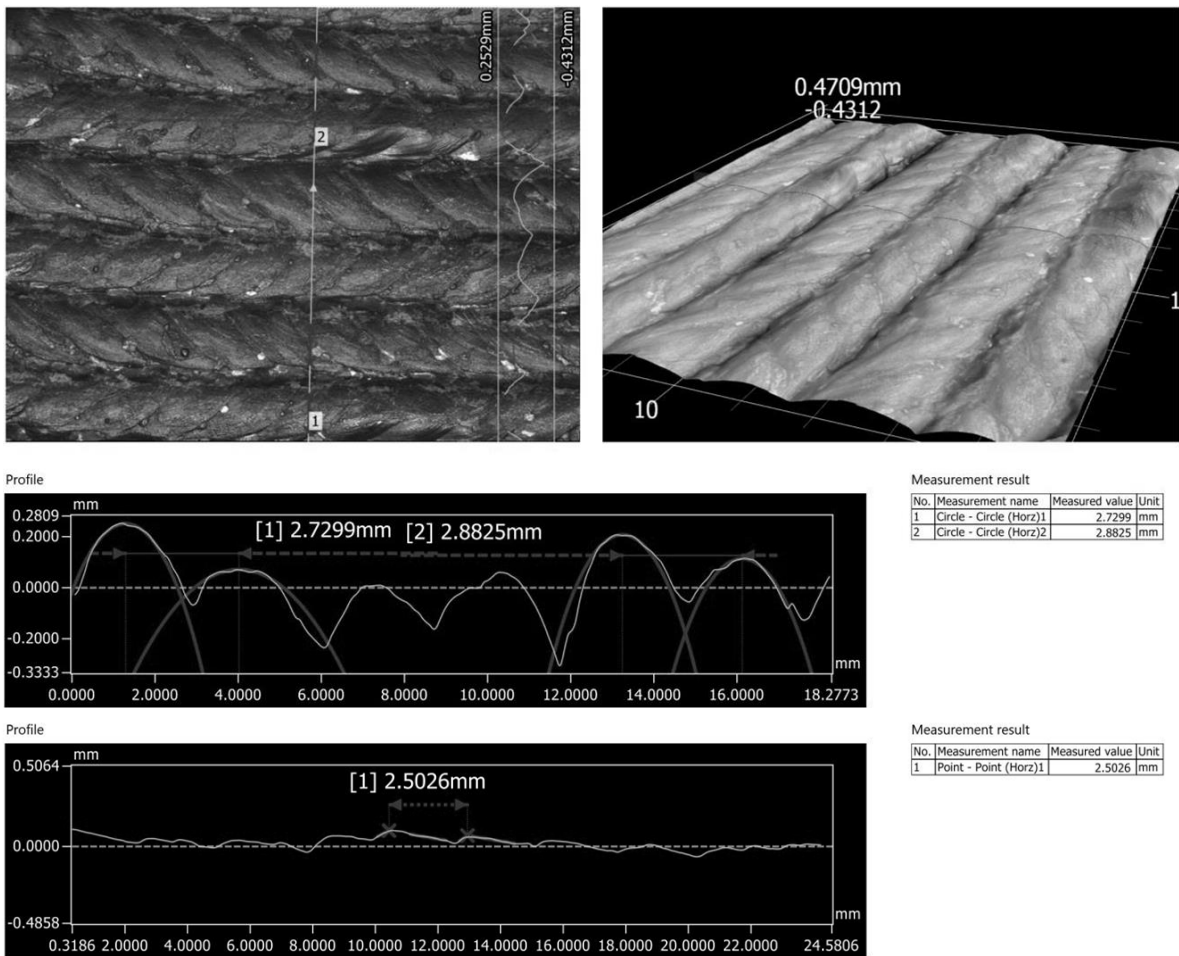 0.2529mm
-0.4312mm
2
1
0.4709mm
-0.4312
10
1
Profile
mm
0.2809
0.2000
0.0000
-0.2000
-0.3333
[1] 2.7299mm [2] 2.8825mm
mm
0.0000 2.0000 4.0000 6.0000 8.0000 10.0000 12.0000 14.0000 16.0000 18.2773
Measurement result
No. Measurement name Measured value Unit
1 Circle - Circle (Horz)1 2.7299 mm
2 Circle - Circle (Horz)2 2.8825 mm
Profile
mm
0.5064
0.0000
-0.4858
[1] 2.5026mm
mm
0.3186 2.0000 4.0000 6.0000 8.0000 10.0000 12.0000 14.0000 16.0000 18.0000 20.0000 22.0000 24.5806
Measurement result
No. Measurement name Measured value Unit
1 Point - Point (Horz)1 2.5026 mm